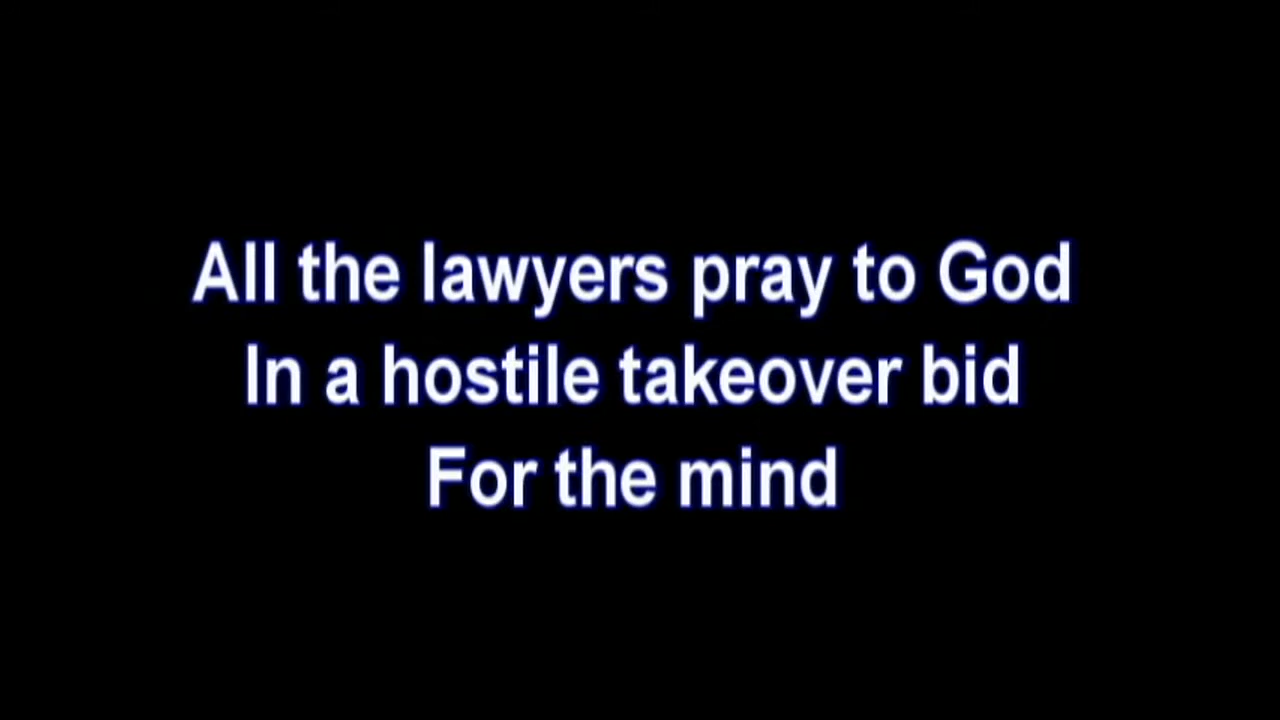 All the lawyers pray to God
In a hostile takeover bid
For the mind